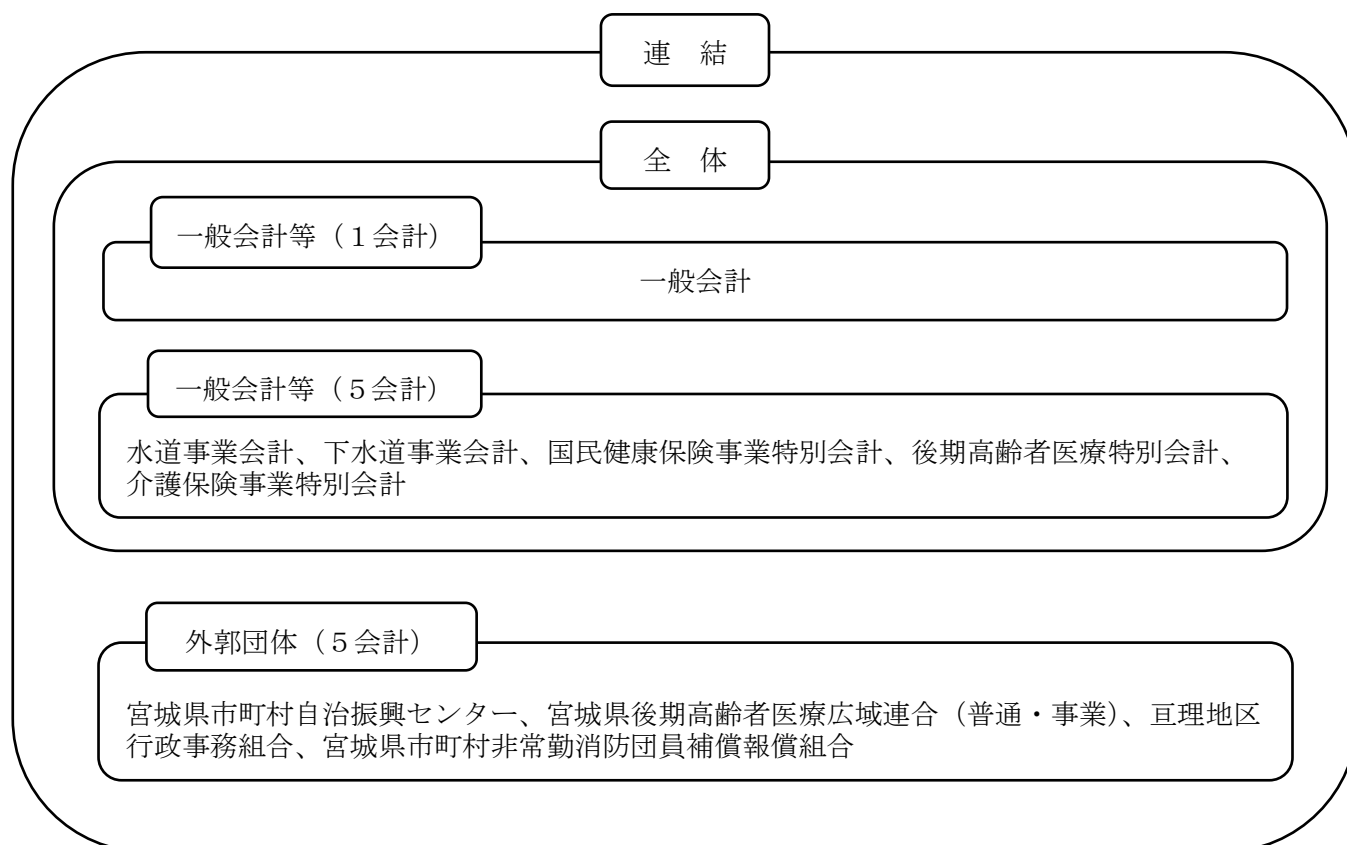 連　結
全　体
一般会計等（１会計）
一般会計
一般会計等（５会計）
水道事業会計、下水道事業会計、国民健康保険事業特別会計、後期高齢者医療特別会計、
介護保険事業特別会計
外郭団体（５会計）
宮城県市町村自治振興センター、宮城県後期高齢者医療広域連合（普通・事業）、亘理地区
行政事務組合、宮城県市町村非常勤消防団員補償報償組合